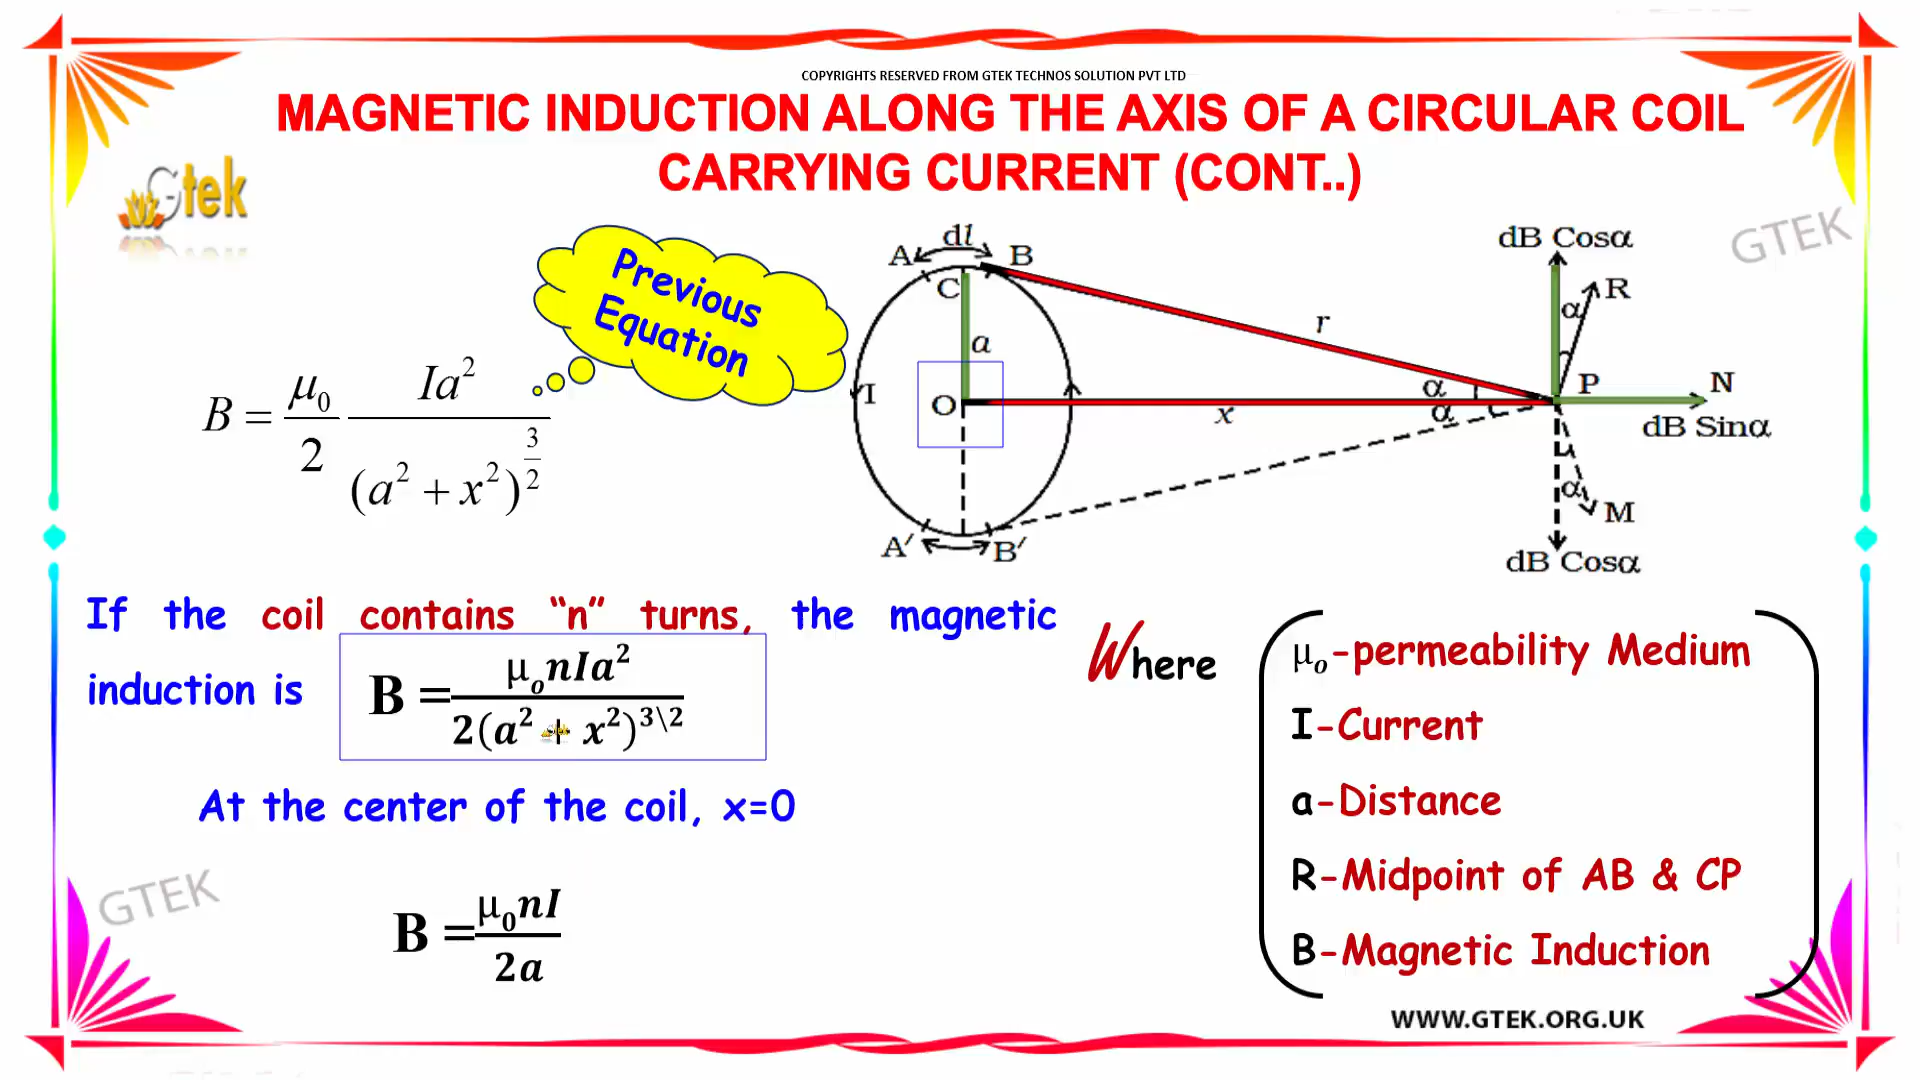 COPYRIGHTS RESERVED FROM GTEK TECHNOS SOLUTION PVT LTD
MAGNETIC INDUCTION ALONG THE AXIS OF A CIRCULAR COIL
CARRYING CURRENT (CONT..)
Gtek
GTEK
Previous
Equation
B = μ₀/2 Ia²/(a² + x²)^(3/2)
dl
A
B
C
a
I
O
r
x
α
α
dB Cosα
R
α
P
N
dB Sinα
α
M
dB Cosα
A′
B′
If the coil contains “n” turns, the magnetic
induction is B = μₒnIa²/2(a² + x²)^3\2
At the center of the coil, x=0
B = μ₀nI/2a
Where
μₒ-permeability Medium
I-Current
a-Distance
R-Midpoint of AB & CP
B-Magnetic Induction
GTEK
WWW.GTEK.ORG.UK